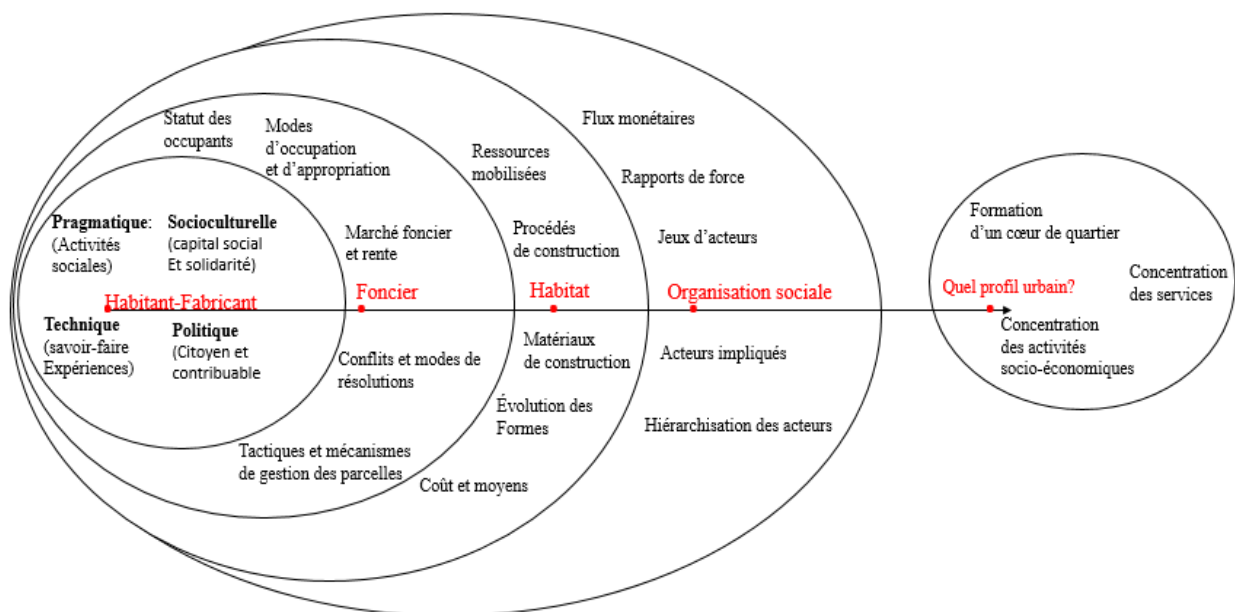 Statut des
occupants
Modes
d’occupation
et d’appropriation
Flux monétaires
Ressources
mobilisées
Rapports de force
Pragmatique:
(Activités
sociales)
Socioculturelle
(capital social
Et solidarité)
Marché foncier
et rente
Procédés
de construction
Jeux d’acteurs
Formation
d’un cœur de quartier
Concentration
des services
Habitant-Fabricant
Foncier
Habitat
Organisation sociale
Quel profil urbain?
Technique
(savoir-faire
Expériences)
Politique
(Citoyen et
contribuable
Conflits et modes de
résolutions
Matériaux
de construction
Acteurs impliqués
Concentration
des activités
socio-économiques
Évolution des
Formes
Hiérarchisation des acteurs
Tactiques et mécanismes
de gestion des parcelles
Coût et moyens